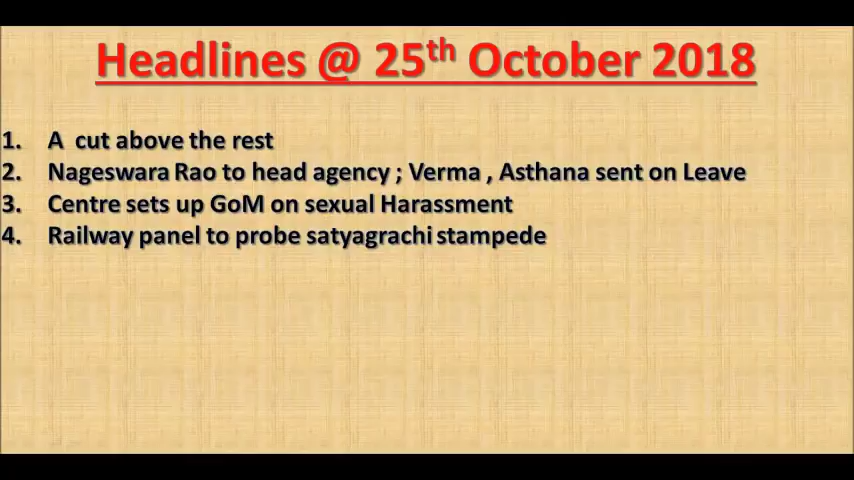 Headlines @ 25th October 2018
1. A cut above the rest
2. Nageswara Rao to head agency ; Verma , Asthana sent on Leave
3. Centre sets up GoM on sexual Harassment
4. Railway panel to probe satyagrachi stampede